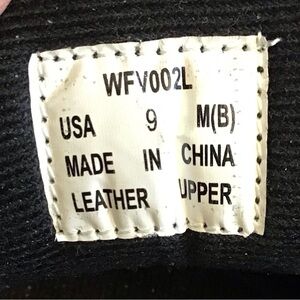 WFV002L
USA 9 M(B)
MADE IN CHINA
LEATHER UPPER